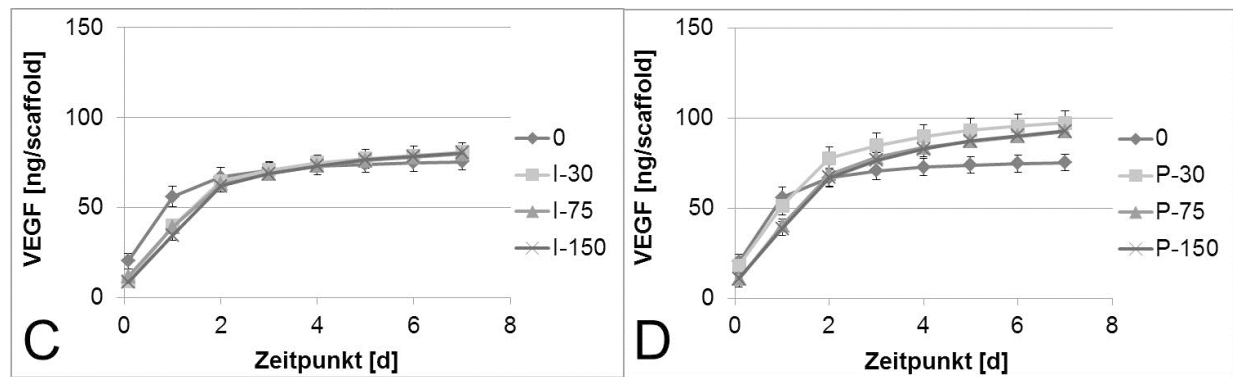 VEGF [ng/scaffold]
150
100
50
0
0
2
4
6
8
Zeitpunkt [d]
0
I-30
I-75
I-150
C
VEGF [ng/scaffold]
150
100
50
0
0
2
4
6
8
Zeitpunkt [d]
0
P-30
P-75
P-150
D